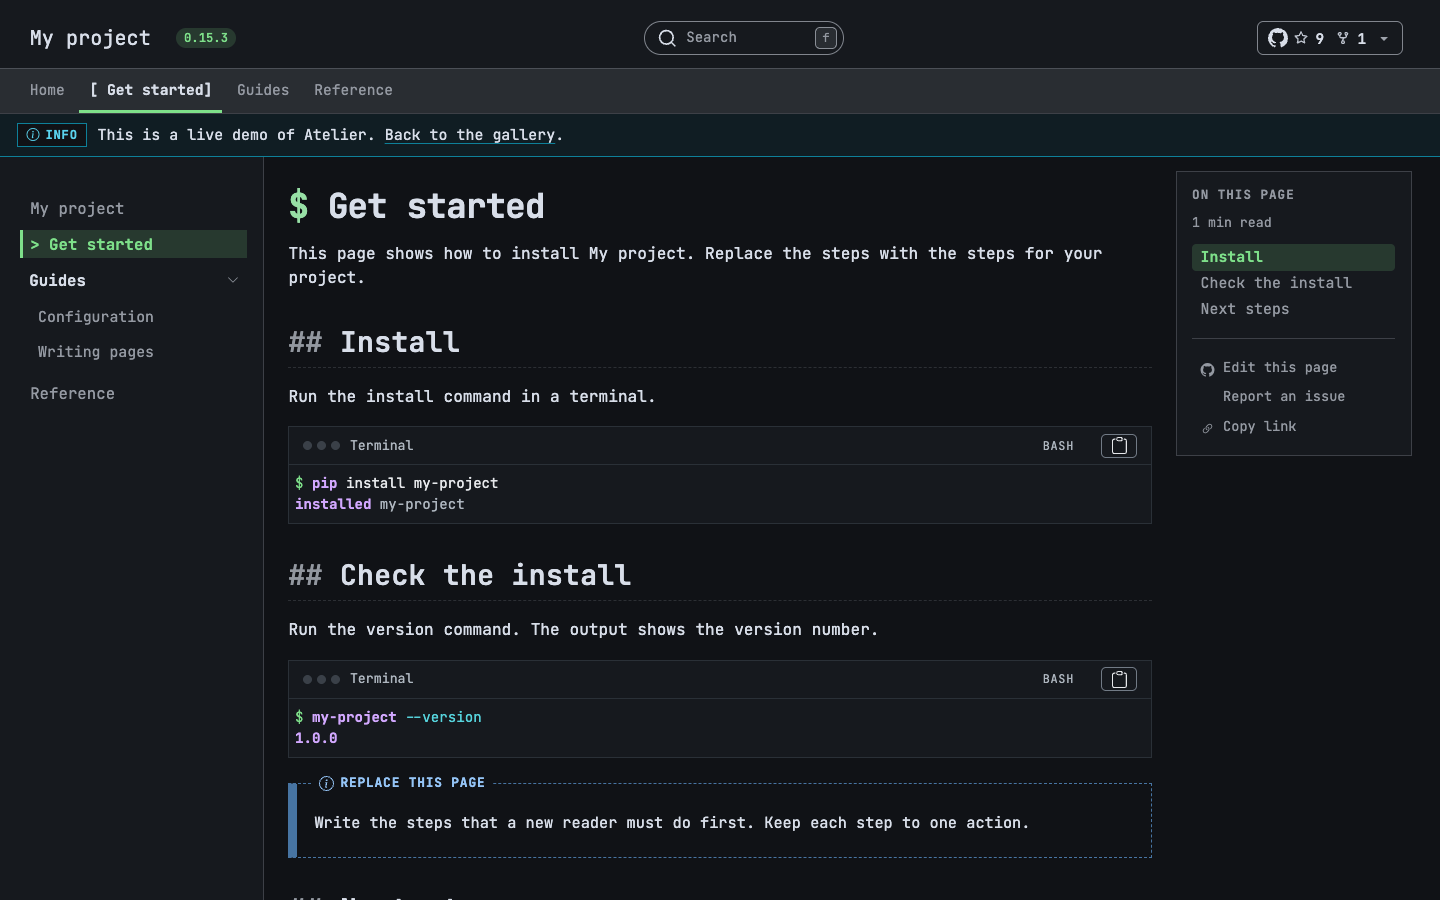 My project 0.15.3 Search f 9 1
Home [ Get started] Guides Reference
INFO This is a live demo of Atelier. Back to the gallery.
My project
> Get started
Guides
Configuration
Writing pages
Reference
$ Get started
This page shows how to install My project. Replace the steps with the steps for your
project.
## Install
Run the install command in a terminal.
Terminal BASH
$ pip install my-project
installed my-project
## Check the install
Run the version command. The output shows the version number.
Terminal BASH
$ my-project --version
1.0.0
REPLACE THIS PAGE
Write the steps that a new reader must do first. Keep each step to one action.
ON THIS PAGE
1 min read
Install
Check the install
Next steps
Edit this page
Report an issue
Copy link